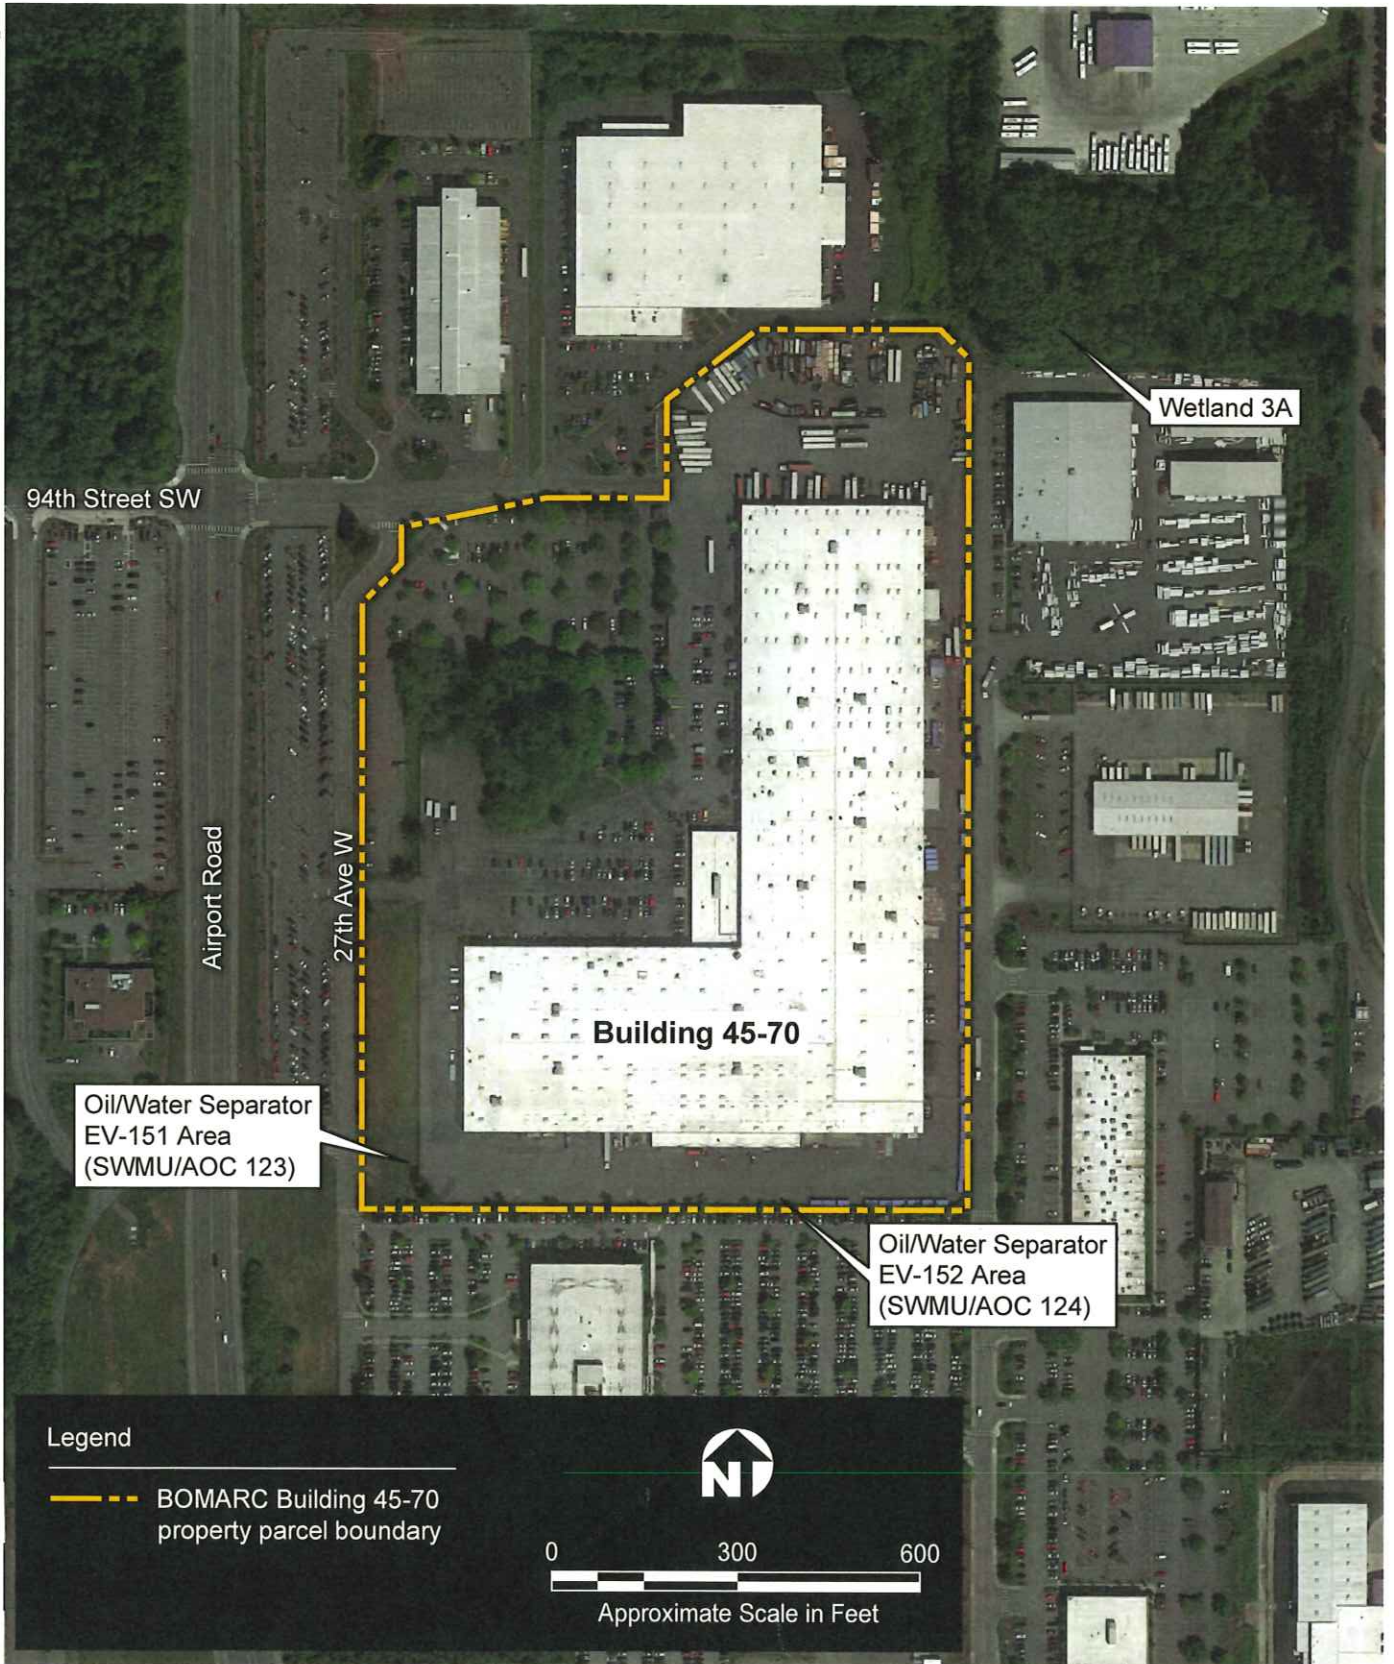 Wetland 3A
94th Street SW
Airport Road
27th Ave W
Building 45-70
Oil/Water Separator
EV-151 Area
(SWMU/AOC 123)
Oil/Water Separator
EV-152 Area
(SWMU/AOC 124)
Legend
BOMARC Building 45-70
property parcel boundary
N
0 300 600
Approximate Scale in Feet